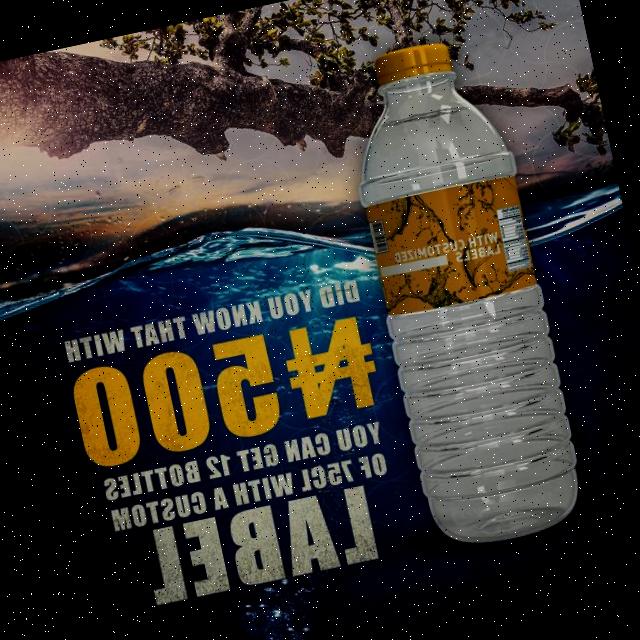 DID YOU KNOW THAT WITH
₦500
YOU CAN GET 12 BOTTLES
OF 75CL WITH A CUSTOM
LABEL
WITH CUSTOMIZED
LABELS